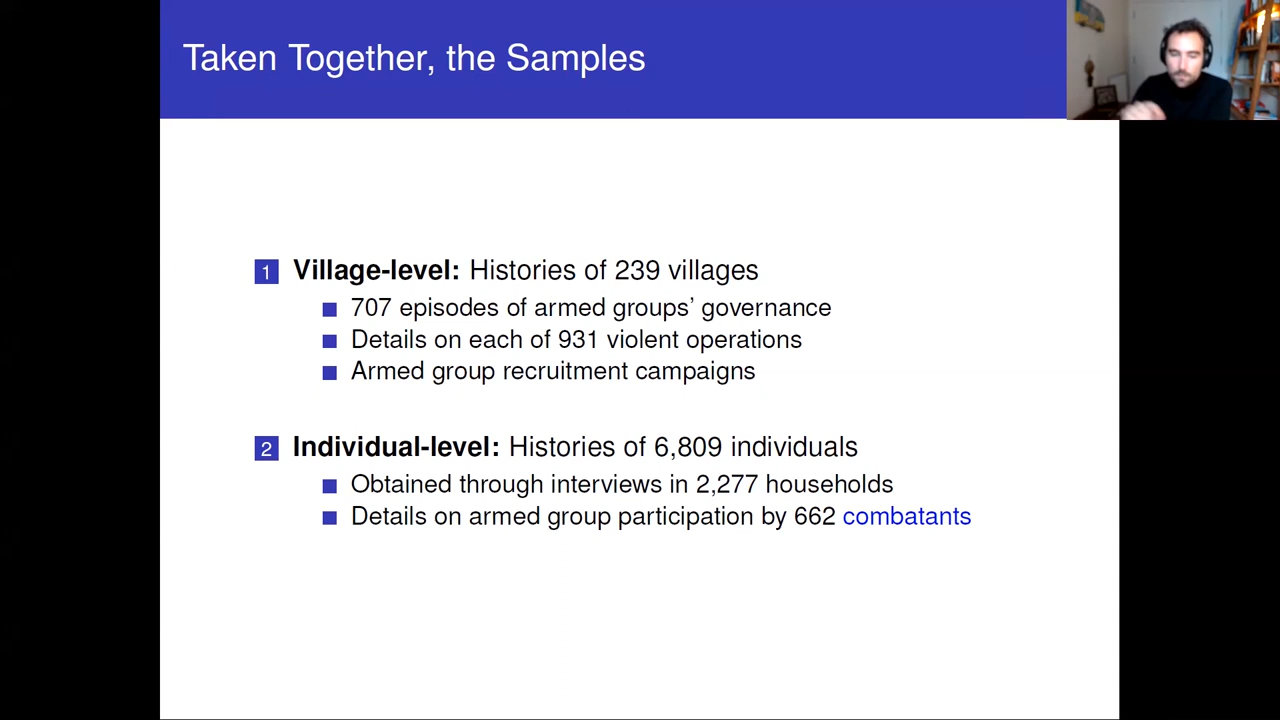 Taken Together, the Samples
1 Village-level: Histories of 239 villages
707 episodes of armed groups' governance
Details on each of 931 violent operations
Armed group recruitment campaigns
2 Individual-level: Histories of 6,809 individuals
Obtained through interviews in 2,277 households
Details on armed group participation by 662 combatants